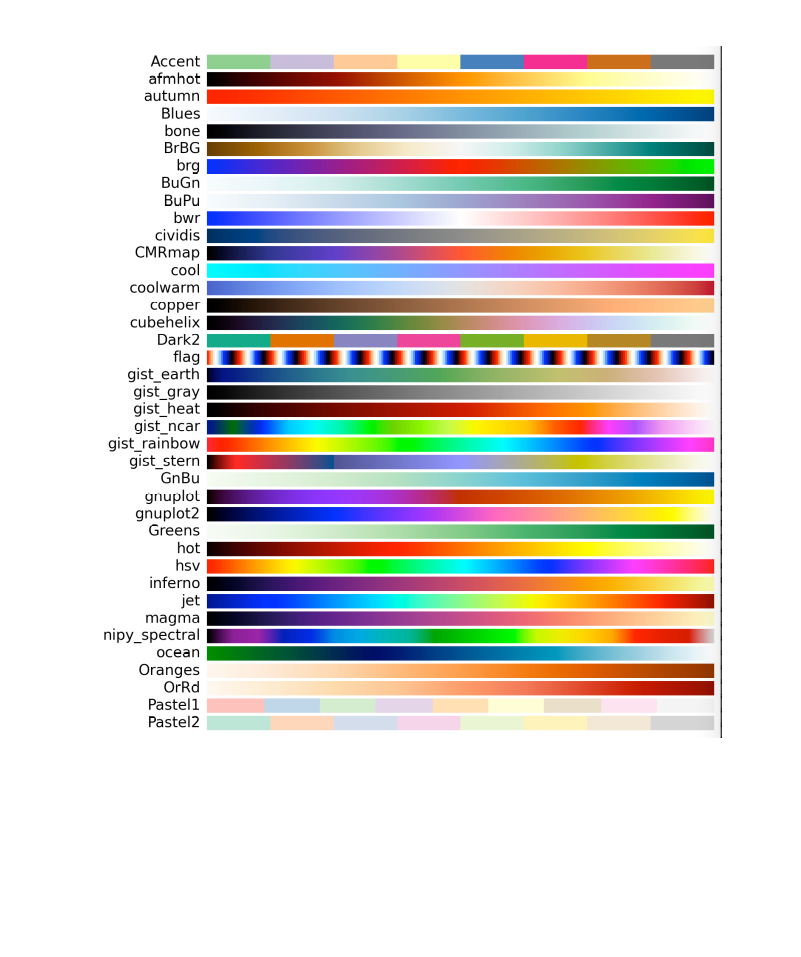 Accent
afmhot
autumn
Blues
bone
BrBG
brg
BuGn
BuPu
bwr
cividis
CMRmap
cool
coolwarm
copper
cubehelix
Dark2
flag
gist_earth
gist_gray
gist_heat
gist_ncar
gist_rainbow
gist_stern
GnBu
gnuplot
gnuplot2
Greens
hot
hsv
inferno
jet
magma
nipy_spectral
ocean
Oranges
OrRd
Pastel1
Pastel2